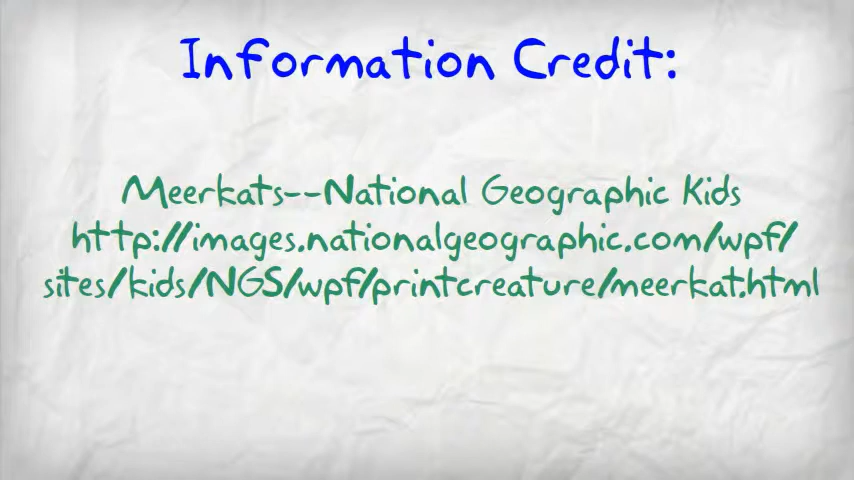 Information Credit:
Meerkats--National Geographic Kids
http://images.nationalgeographic.com/wpf/
sites/kids/NGS/wpf/printcreature/meerkat.html